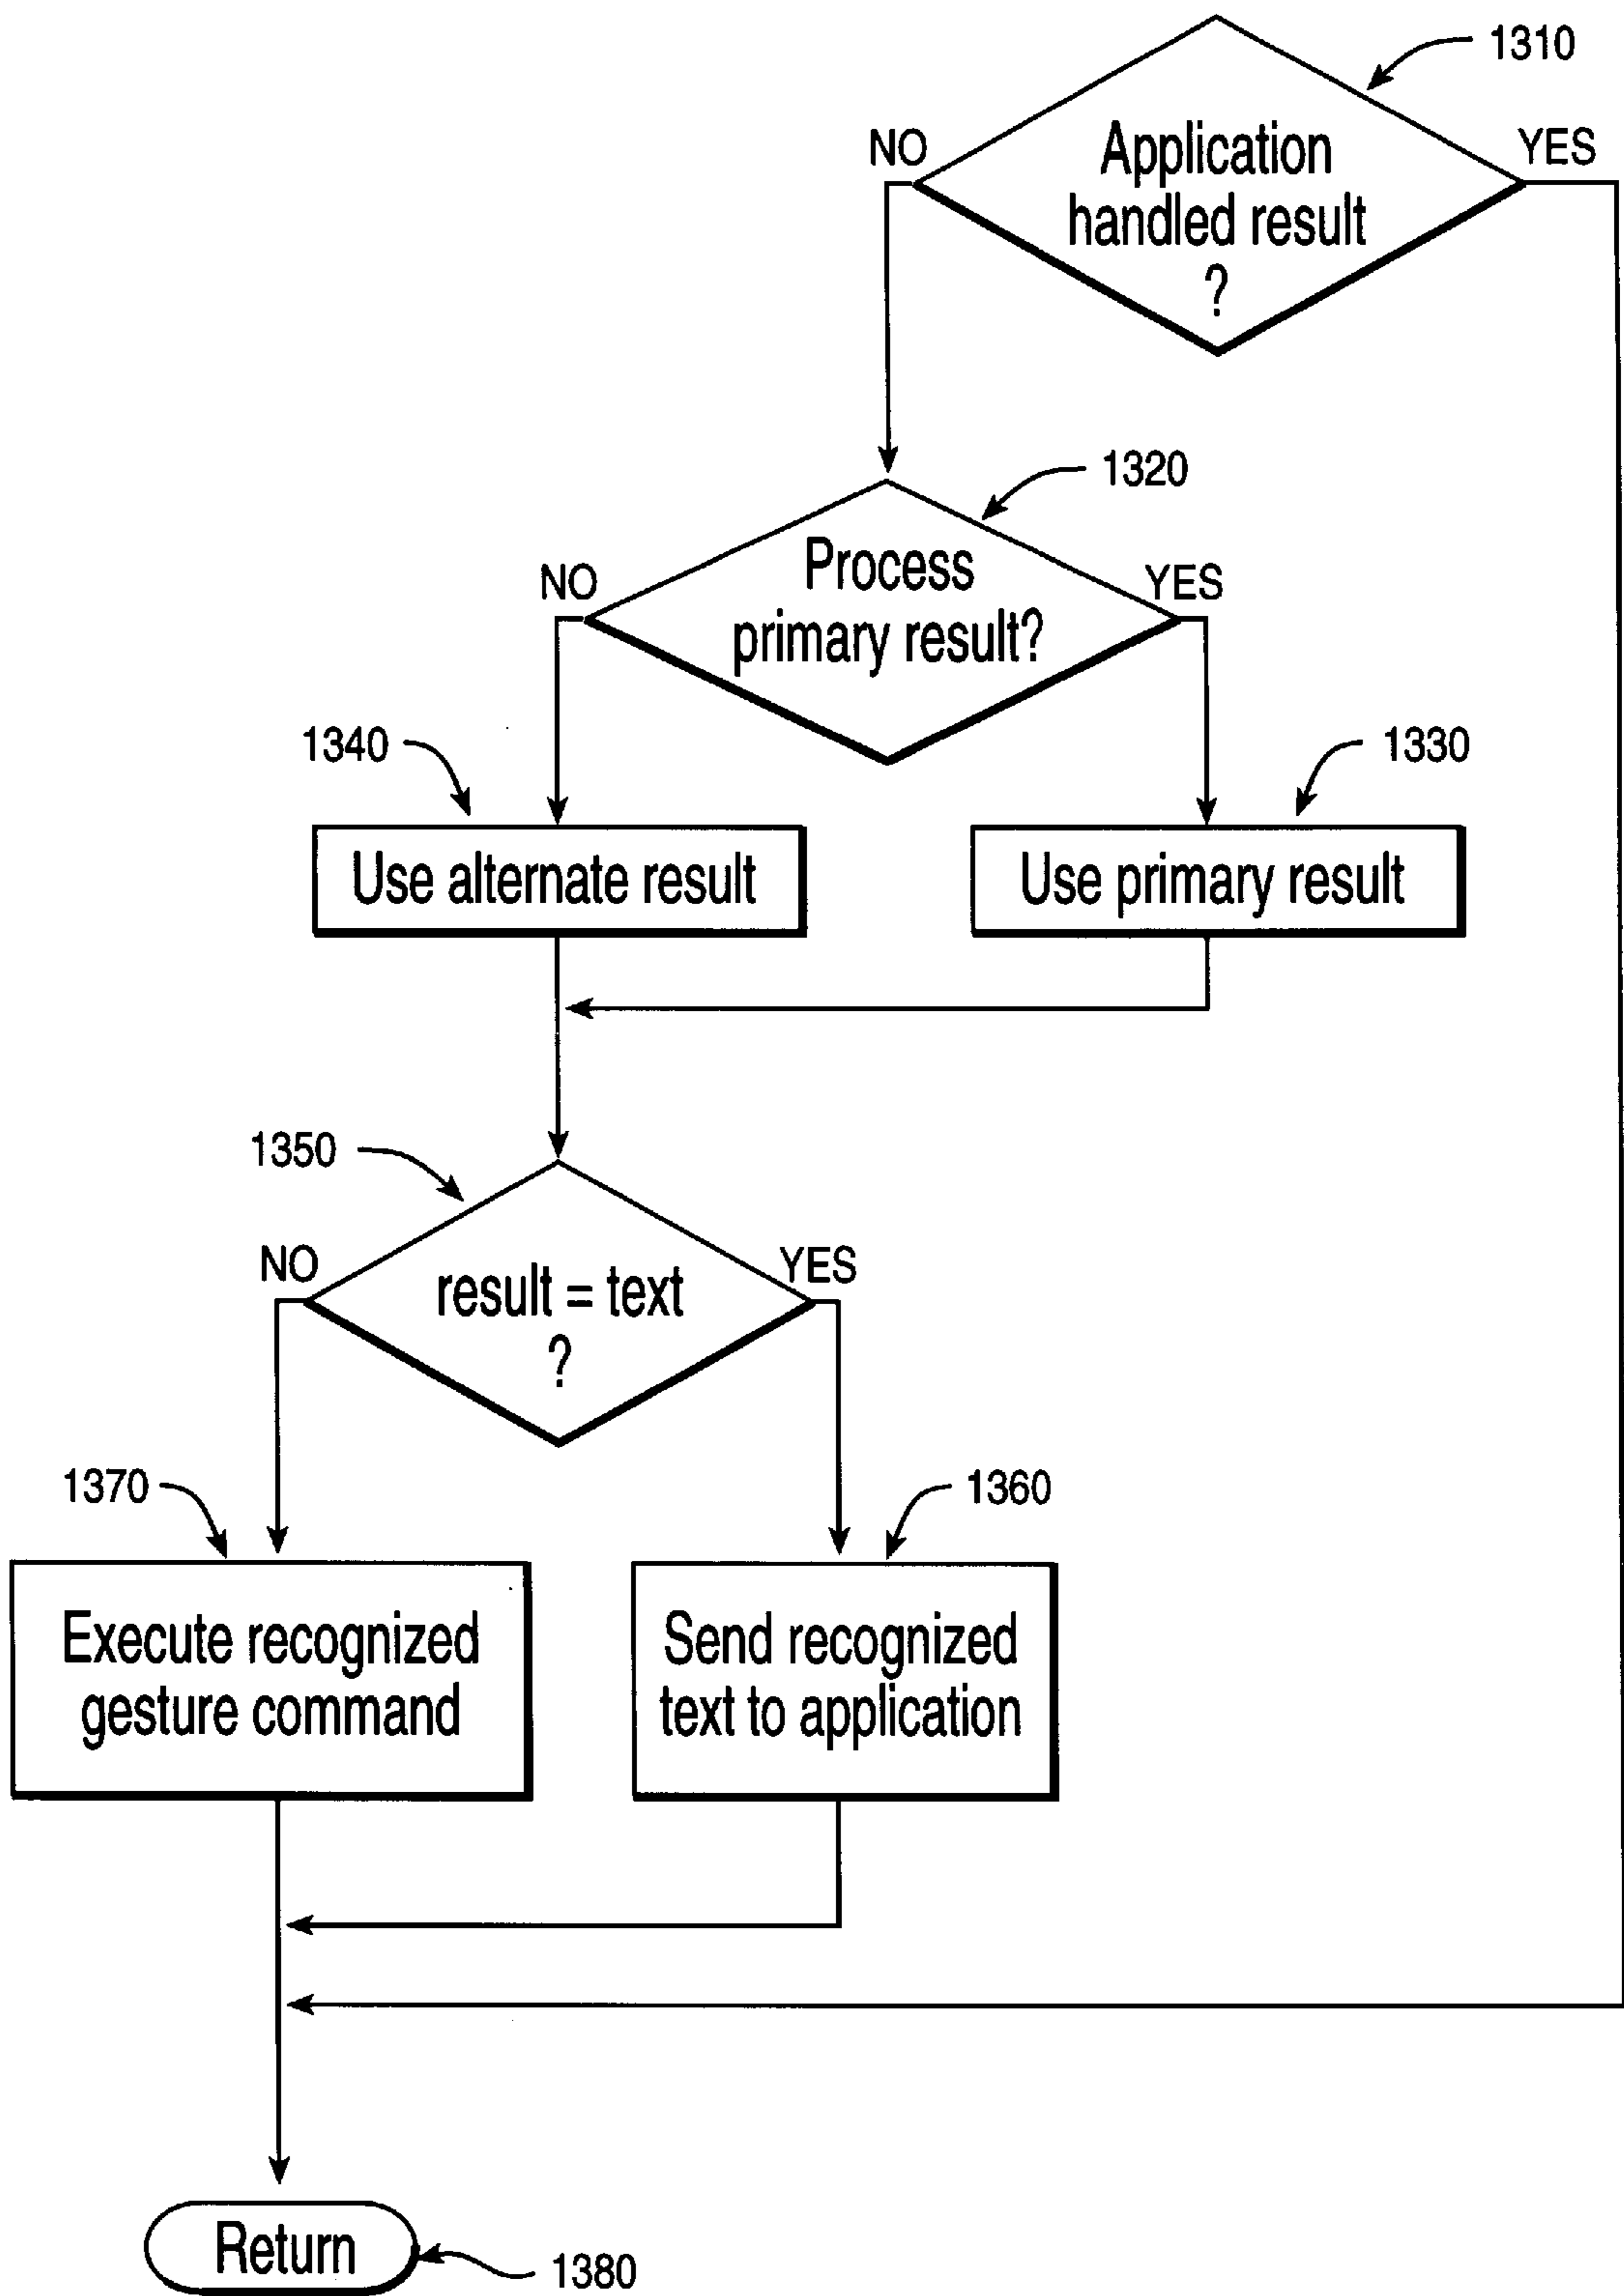 1310
NO
YES
Application
handled result
?
1320
NO
YES
Process
primary result?
1340
1330
Use alternate result
Use primary result
1350
NO
YES
result = text
?
1370
1360
Execute recognized
gesture command
Send recognized
text to application
Return
1380